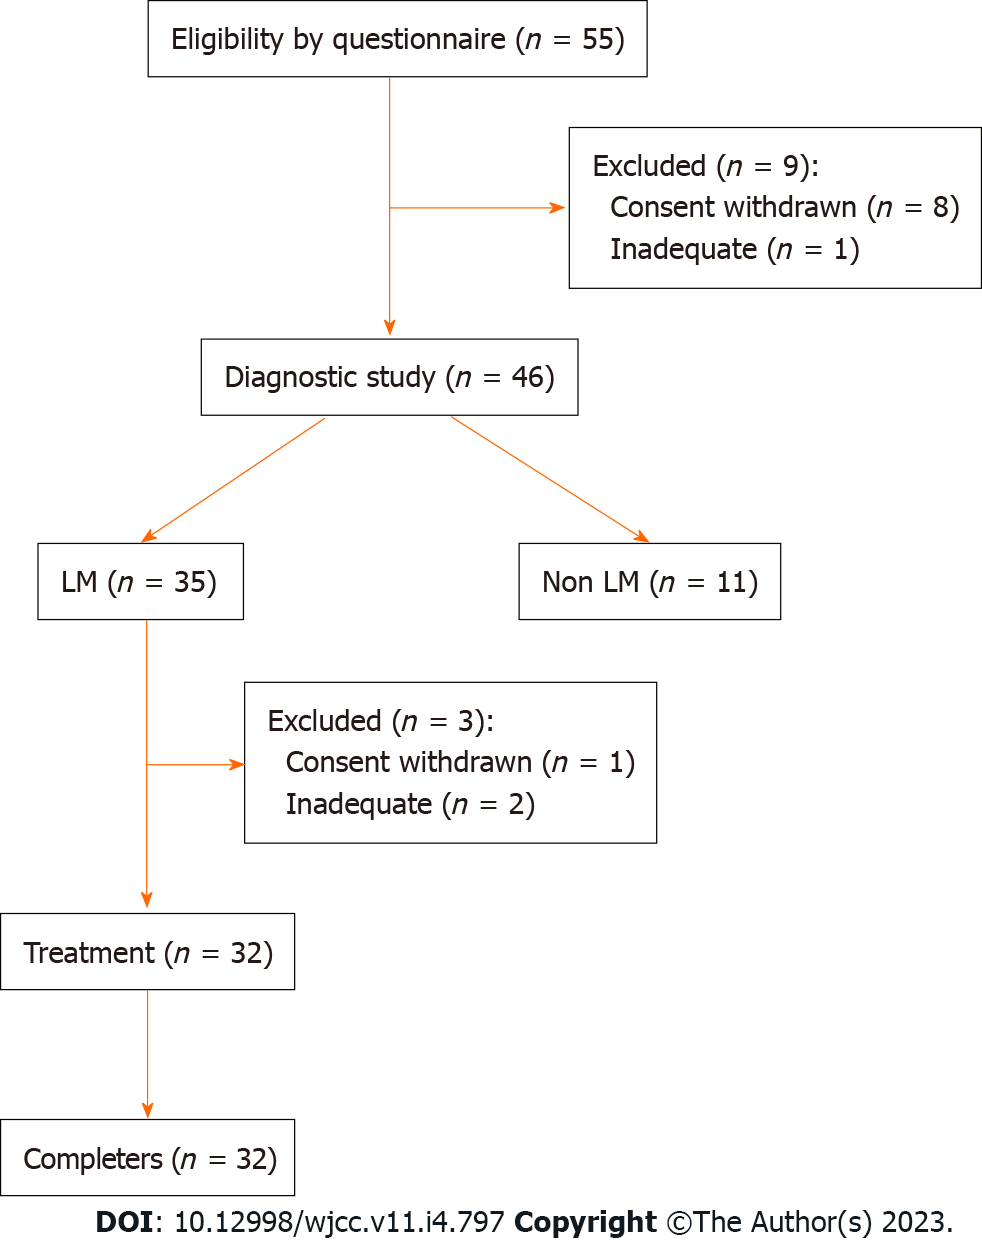 Eligibility by questionnaire (n = 55)
Excluded (n = 9):
Consent withdrawn (n = 8)
Inadequate (n = 1)
Diagnostic study (n = 46)
LM (n = 35)
Non LM (n = 11)
Excluded (n = 3):
Consent withdrawn (n = 1)
Inadequate (n = 2)
Treatment (n = 32)
Completers (n = 32)
DOI: 10.12998/wjcc.v11.i4.797 Copyright ©The Author(s) 2023.